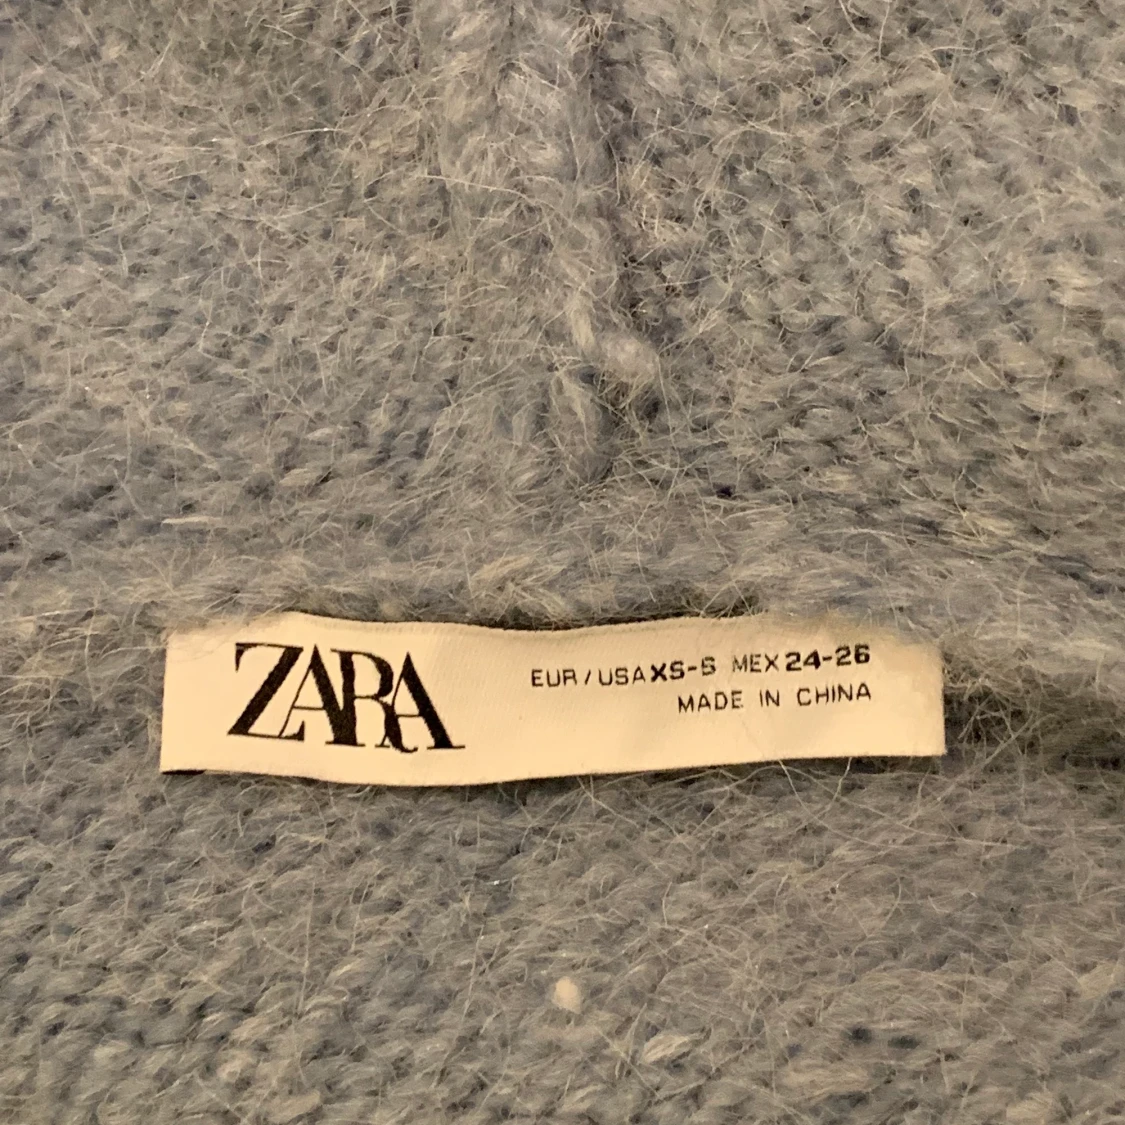 ZARA
EUR/USA XS-S MEX 24-26
MADE IN CHINA